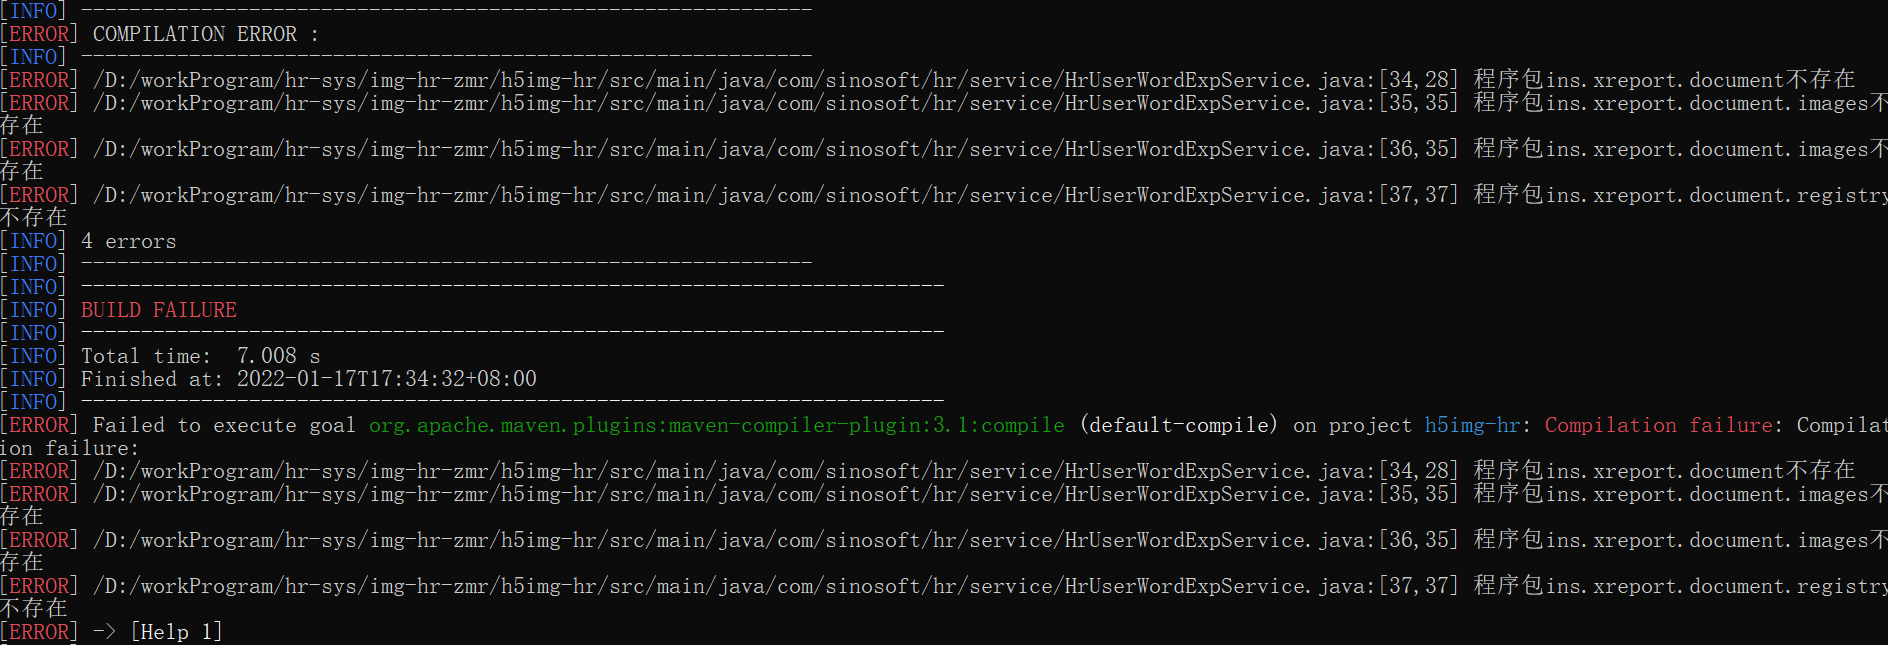 [INFO] -------------------------------------------------------------
[ERROR] COMPILATION ERROR :
[INFO] -------------------------------------------------------------
[ERROR] /D:/workProgram/hr-sys/img-hr-zmr/h5img-hr/src/main/java/com/sinosoft/hr/service/HrUserWordExpService.java:[34,28] 程序包ins.xreport.document不存在
[ERROR] /D:/workProgram/hr-sys/img-hr-zmr/h5img-hr/src/main/java/com/sinosoft/hr/service/HrUserWordExpService.java:[35,35] 程序包ins.xreport.document.images不
存在
[ERROR] /D:/workProgram/hr-sys/img-hr-zmr/h5img-hr/src/main/java/com/sinosoft/hr/service/HrUserWordExpService.java:[36,35] 程序包ins.xreport.document.images不
存在
[ERROR] /D:/workProgram/hr-sys/img-hr-zmr/h5img-hr/src/main/java/com/sinosoft/hr/service/HrUserWordExpService.java:[37,37] 程序包ins.xreport.document.registry
不存在
[INFO] 4 errors
[INFO] -------------------------------------------------------------
[INFO] ------------------------------------------------------------------------
[INFO] BUILD FAILURE
[INFO] ------------------------------------------------------------------------
[INFO] Total time:  7.008 s
[INFO] Finished at: 2022-01-17T17:34:32+08:00
[INFO] ------------------------------------------------------------------------
[ERROR] Failed to execute goal org.apache.maven.plugins:maven-compiler-plugin:3.1:compile (default-compile) on project h5img-hr: Compilation failure: Compilat
ion failure:
[ERROR] /D:/workProgram/hr-sys/img-hr-zmr/h5img-hr/src/main/java/com/sinosoft/hr/service/HrUserWordExpService.java:[34,28] 程序包ins.xreport.document不存在
[ERROR] /D:/workProgram/hr-sys/img-hr-zmr/h5img-hr/src/main/java/com/sinosoft/hr/service/HrUserWordExpService.java:[35,35] 程序包ins.xreport.document.images不
存在
[ERROR] /D:/workProgram/hr-sys/img-hr-zmr/h5img-hr/src/main/java/com/sinosoft/hr/service/HrUserWordExpService.java:[36,35] 程序包ins.xreport.document.images不
存在
[ERROR] /D:/workProgram/hr-sys/img-hr-zmr/h5img-hr/src/main/java/com/sinosoft/hr/service/HrUserWordExpService.java:[37,37] 程序包ins.xreport.document.registry
不存在
[ERROR] -> [Help 1]